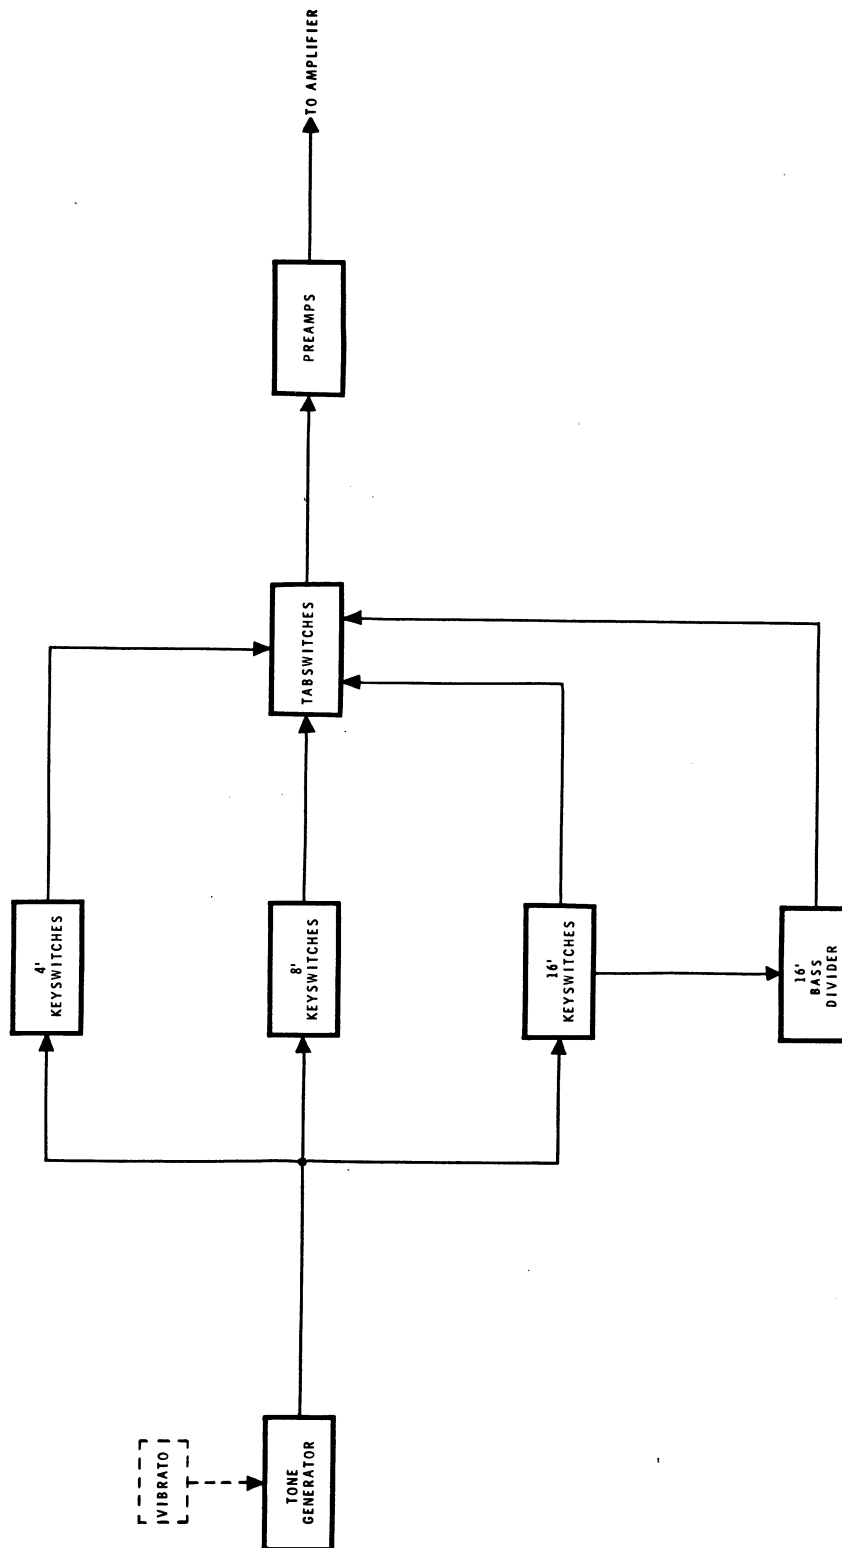 VIBRATO
TONE
GENERATOR
4'
KEYSWITCHES
8'
KEYSWITCHES
16'
KEYSWITCHES
16'
BASS
DIVIDER
TABSWITCHES
PREAMPS
TO AMPLIFIER